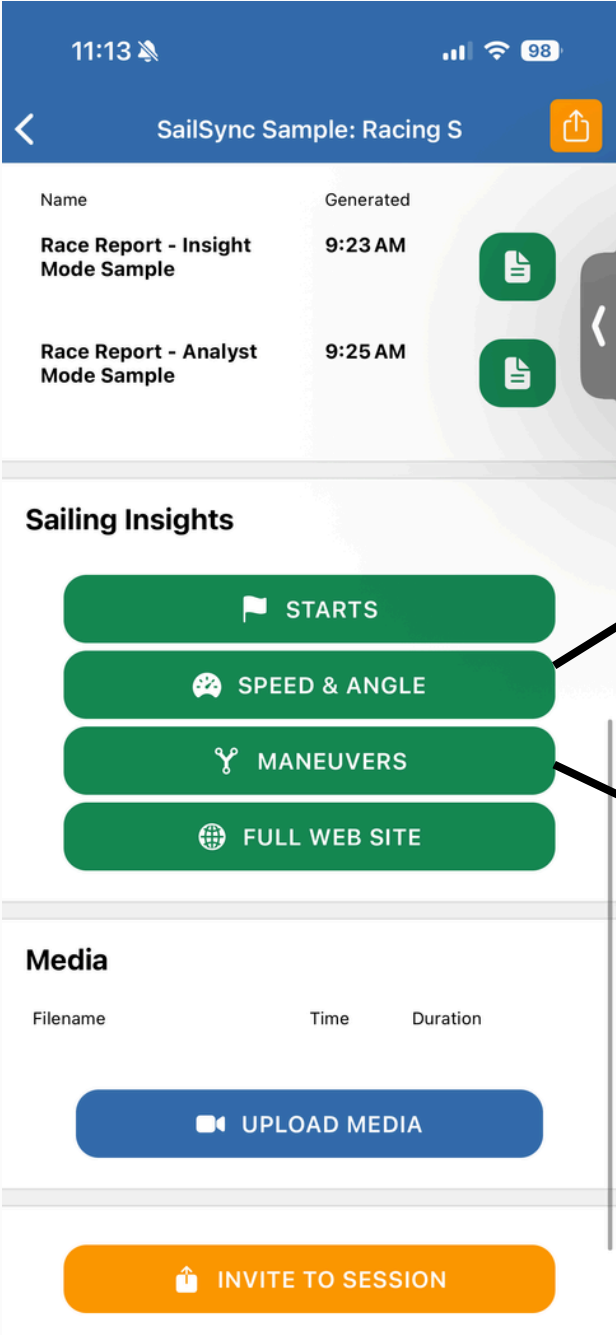 11:13
98
SailSync Sample: Racing S
Name Generated
Race Report - Insight 9:23 AM
Mode Sample
Race Report - Analyst 9:25 AM
Mode Sample
Sailing Insights
STARTS
SPEED & ANGLE
MANEUVERS
FULL WEB SITE
Media
Filename Time Duration
UPLOAD MEDIA
INVITE TO SESSION